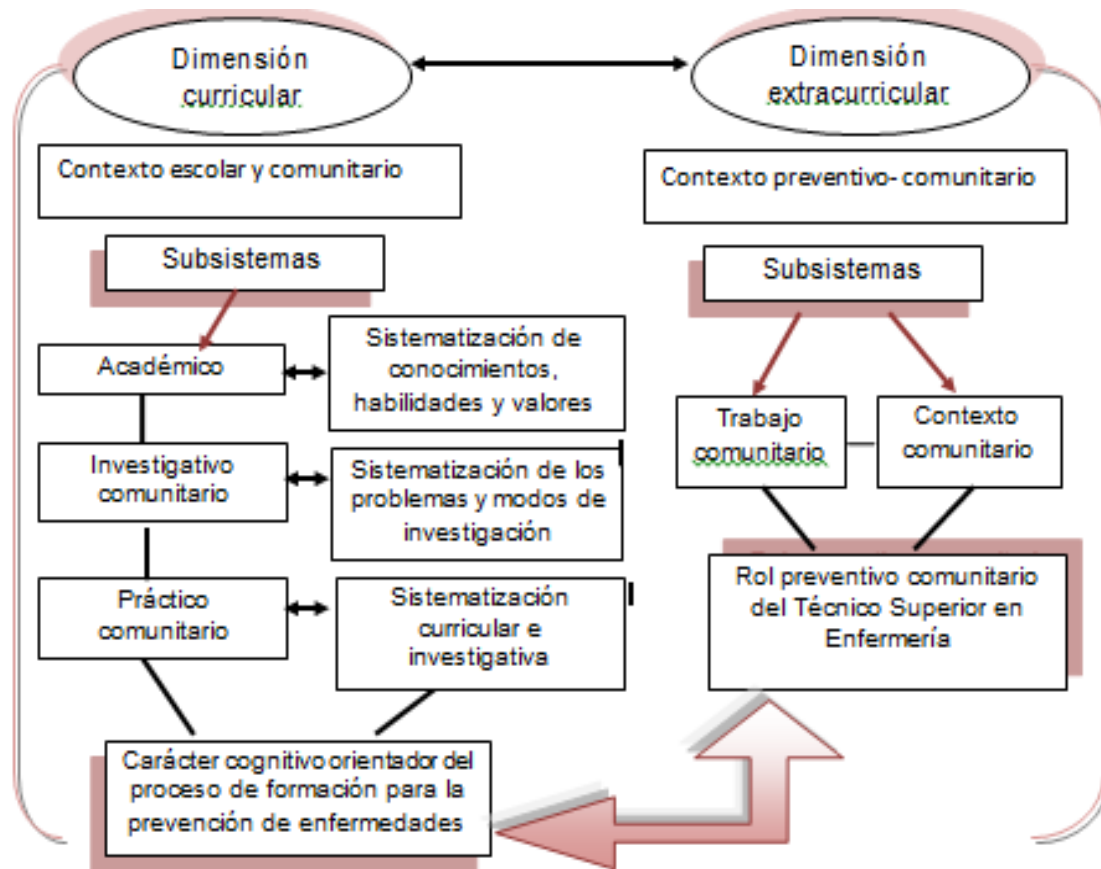 Dimensión
curricular
Dimensión
extracurricular
Contexto escolar y comunitario
Contexto preventivo- comunitario
Subsistemas
Subsistemas
Académico
Sistematización de
conocimientos,
habilidades y valores
Investigativo
comunitario
Sistematización de los
problemas y modos de
investigación
Práctico
comunitario
Sistematización
curricular e
investigativa
Carácter cognitivo orientador del
proceso de formación para la
prevención de enfermedades
Trabajo
comunitario
Contexto
comunitario
Rol preventivo comunitario
del Técnico Superior en
Enfermería